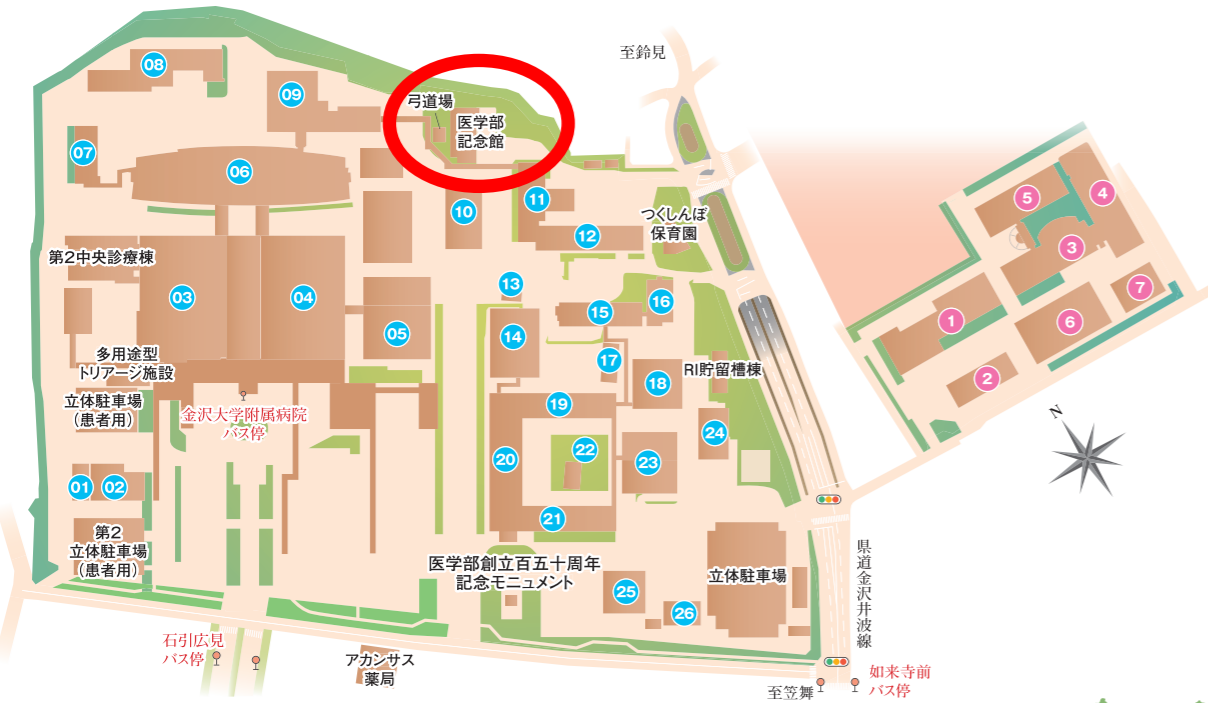 至鈴見
08
09
弓道場
医学部
記念館
07
06
10
11
12
つくしんぼ
保育園
5
4
3
7
1
6
2
第2中央診療棟
03
04
13
05
14
15
16
17
18
RI貯留槽棟
多用途型
トリアージ施設
立体駐車場
(患者用)
金沢大学附属病院
バス停
19
20
22
23
24
21
N
01
02
第2
立体駐車場
(患者用)
医学部創立百五十周年
記念モニュメント
25
26
立体駐車場
県道金沢井波線
石引広見
バス停
アカンサス
薬局
至笠舞
如来寺前
バス停